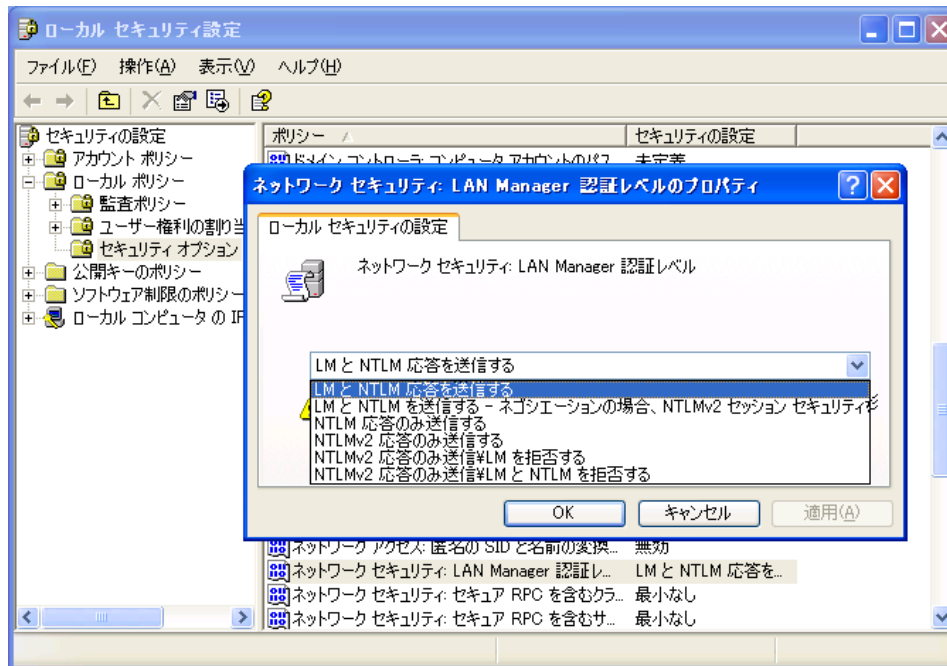 ローカル セキュリティ設定
ファイル(F) 操作(A) 表示(V) ヘルプ(H)
セキュリティの設定
アカウント ポリシー
ローカル ポリシー
監査ポリシー
ユーザー権利の割り当
セキュリティ オプション
公開キーのポリシー
ソフトウェア制限のポリシー
ローカル コンピュータ の IF
ポリシー セキュリティの設定
ドメイン コントローラ: コンピュータ アカウントのパス 未定義
ネットワーク セキュリティ: LAN Manager 認証レベルのプロパティ
ローカル セキュリティの設定
ネットワーク セキュリティ: LAN Manager 認証レベル
LM と NTLM 応答を送信する
LM と NTLM 応答を送信する
LM と NTLM を送信する - ネゴシエーションの場合、NTLMv2 セッション セキュリティを
NTLM 応答のみ送信する
NTLMv2 応答のみ送信する
NTLMv2 応答のみ送信¥LM を拒否する
NTLMv2 応答のみ送信¥LM と NTLM を拒否する
OK キャンセル 適用(A)
ネットワーク アクセス: 匿名の SID と名前の変換... 無効
ネットワーク セキュリティ: LAN Manager 認証レ... LM と NTLM 応答を...
ネットワーク セキュリティ: セキュア RPC を含むクラ... 最小なし
ネットワーク セキュリティ: セキュア RPC を含むサ... 最小なし